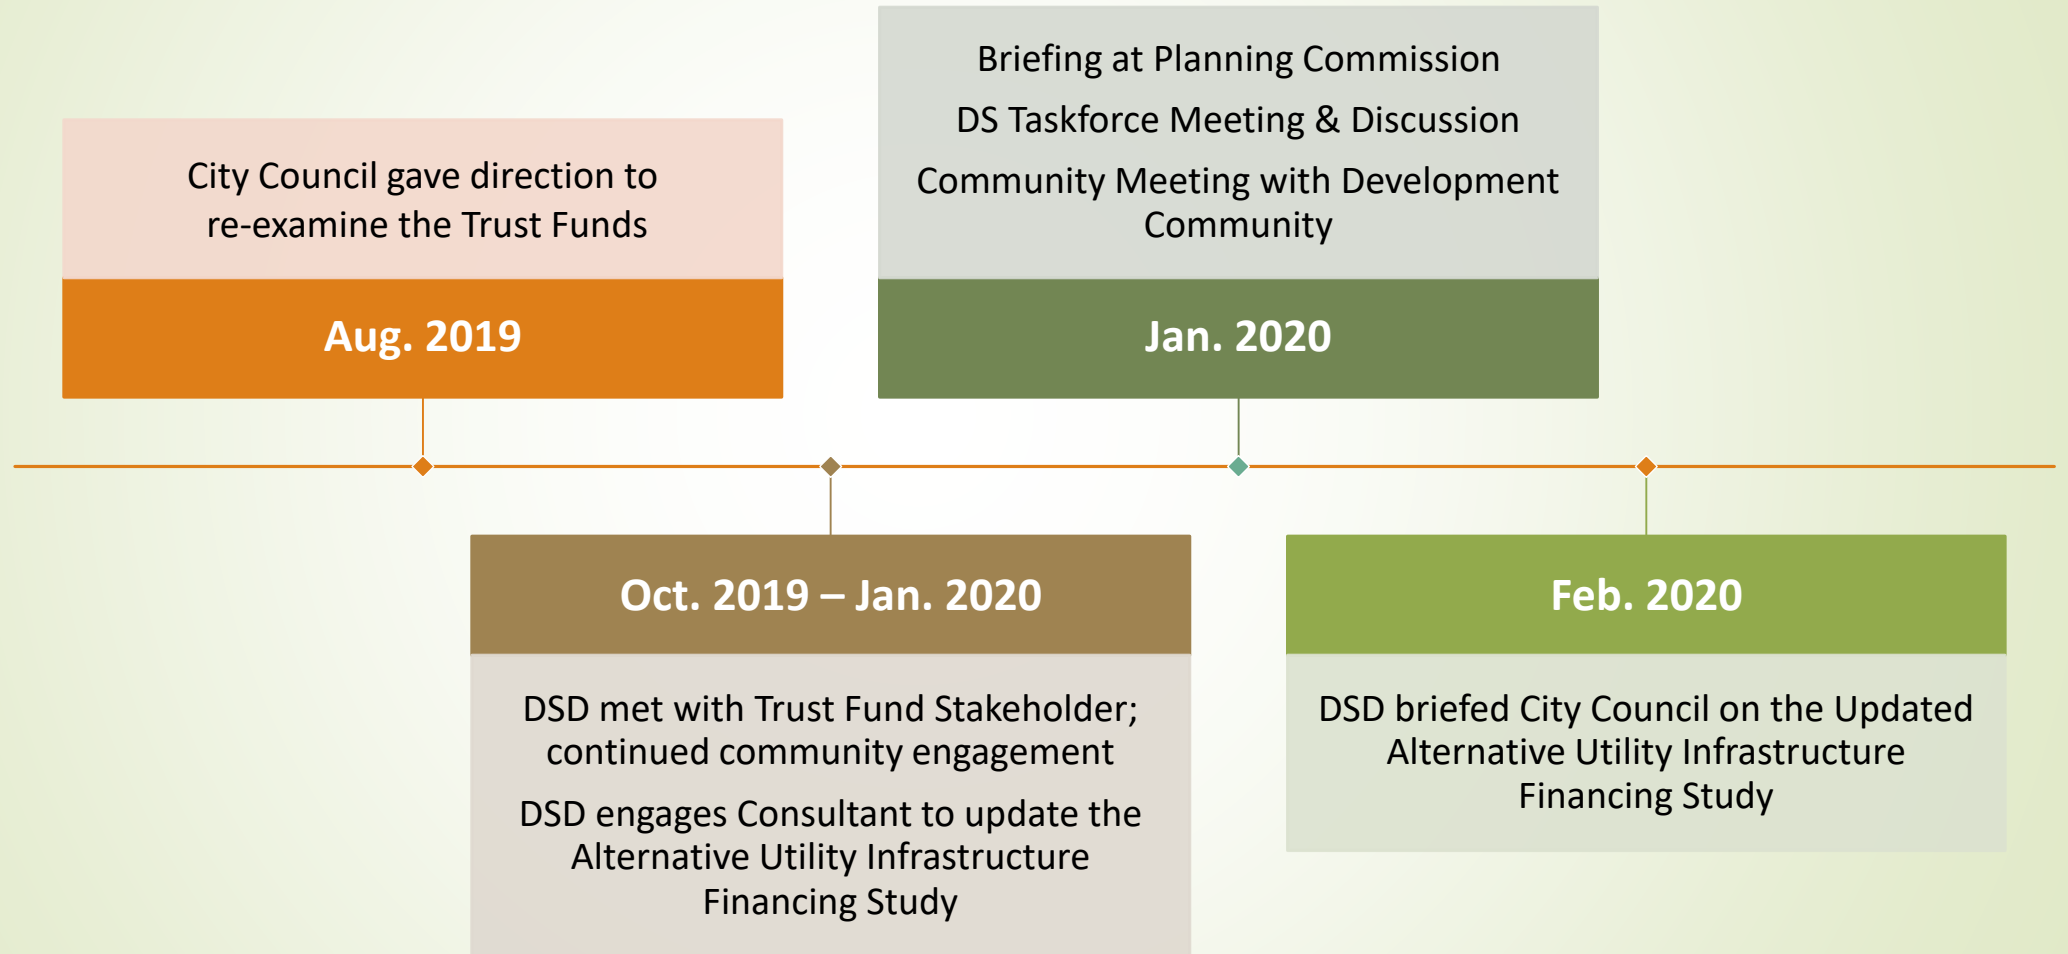 City Council gave direction to
re-examine the Trust Funds
Aug. 2019
Oct. 2019 – Jan. 2020
DSD met with Trust Fund Stakeholder;
continued community engagement
DSD engages Consultant to update the
Alternative Utility Infrastructure
Financing Study
Briefing at Planning Commission
DS Taskforce Meeting & Discussion
Community Meeting with Development
Community
Jan. 2020
Feb. 2020
DSD briefed City Council on the Updated
Alternative Utility Infrastructure
Financing Study